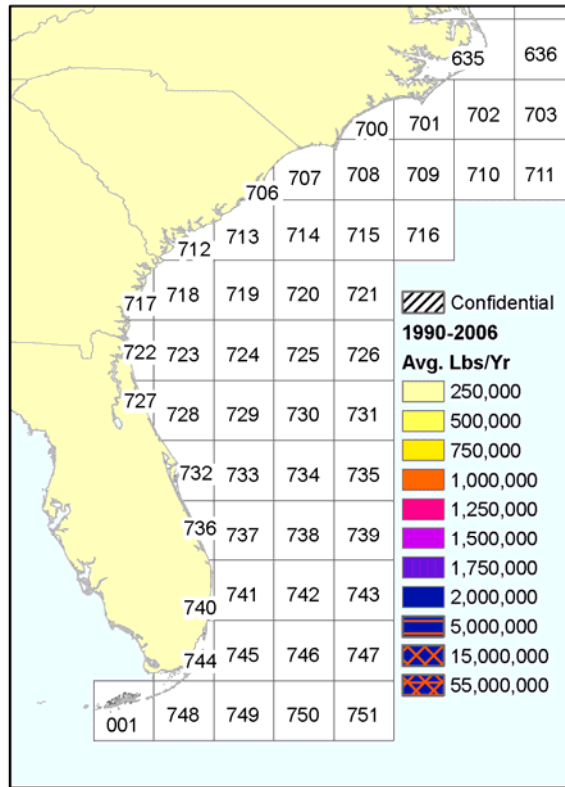 635 636
700 701 702 703
706 707 708 709 710 711
712 713 714 715 716
717 718 719 720 721
722 723 724 725 726
727 728 729 730 731
732 733 734 735
736 737 738 739
740 741 742 743
744 745 746 747
001 748 749 750 751
Confidential
1990-2006
Avg. Lbs/Yr
250,000
500,000
750,000
1,000,000
1,250,000
1,500,000
1,750,000
2,000,000
5,000,000
15,000,000
55,000,000